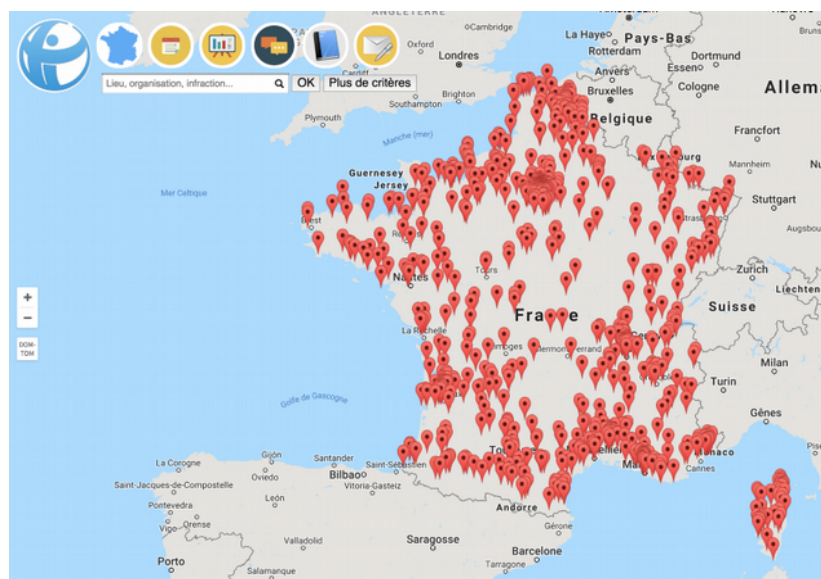 ANGLETERRE
Cambridge
Oxford
Cardiff
Londres
La Haye
Pays-Bas
Rotterdam
Anvers
Essen
Dortmund
Bruxelles
Cologne
Lieu, organisation, infraction...
OK
Plus de critères
Brighton
Southampton
Plymouth
Belgique
Francfort
Manche (mer)
Guernesey
Jersey
Mannheim
Mer Celtique
Stuttgart
Brest
Nantes
Tours
Zurich
Liechten
France
Suisse
La Rochelle
Milan
Turin
Golfe de Gascogne
Gênes
Monaco
Cannes
La Corogne
Gijón
Santander
Saint-Sébastien
Oviedo
Bilbao
Saint-Jacques-de-Compostelle
Vitoria-Gasteiz
León
Andorre
Pontevedra
Vigo
Orense
Gérone
Valladolid
Saragosse
Barcelone
Porto
Salamanque
Tarragone
+
−
DOM-
TOM